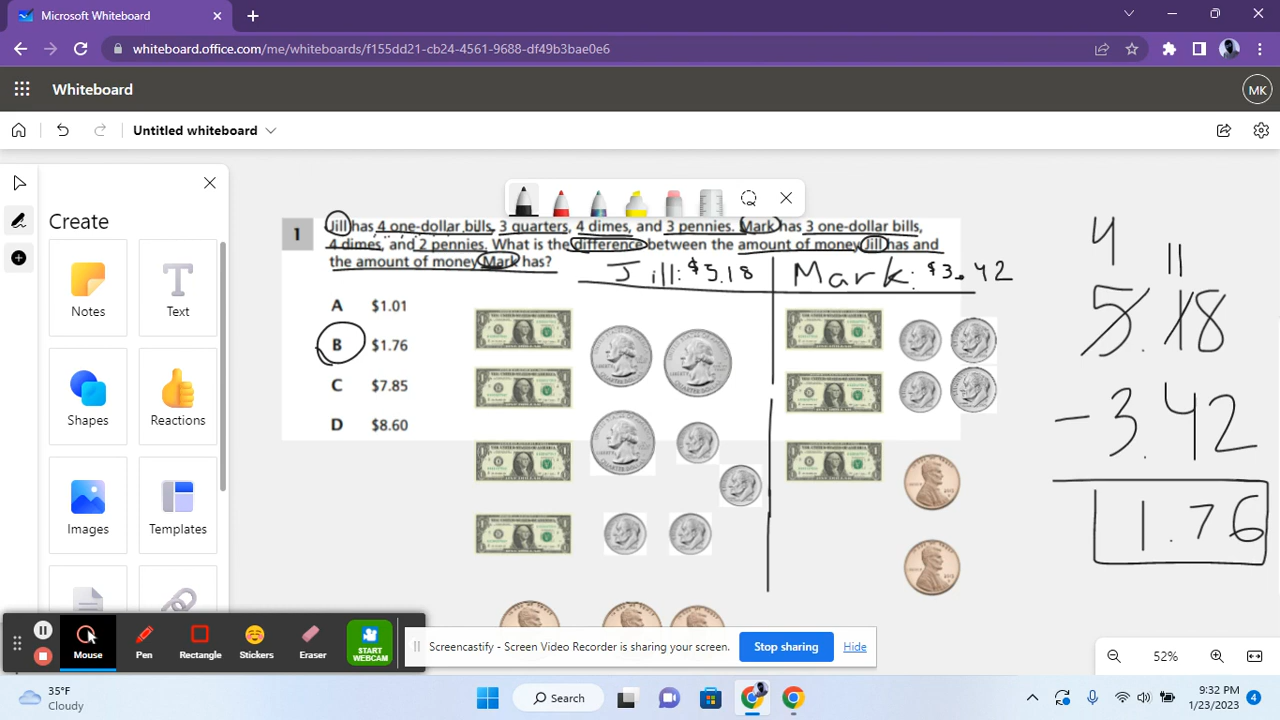 Microsoft Whiteboard
whiteboard.office.com/me/whiteboards/f155dd21-cb24-4561-9688-df49b3bae0e6
Whiteboard
MK
Untitled whiteboard
Create
Notes
Text
Shapes
Reactions
Images
Templates
1
Jill has 4 one-dollar bills, 3 quarters, 4 dimes, and 3 pennies. Mark has 3 one-dollar bills,
4 dimes, and 2 pennies. What is the difference between the amount of money Jill has and
the amount of money Mark has?
Jill: $5.18
Mark: $3.42
A $1.01
B $1.76
C $7.85
D $8.60
4 11
5.18
-3.42
1.76
Mouse
Pen
Rectangle
Stickers
Eraser
START
WEBCAM
Screencastify - Screen Video Recorder is sharing your screen.
Stop sharing
Hide
52%
35°F
Cloudy
Search
9:32 PM
1/23/2023
4